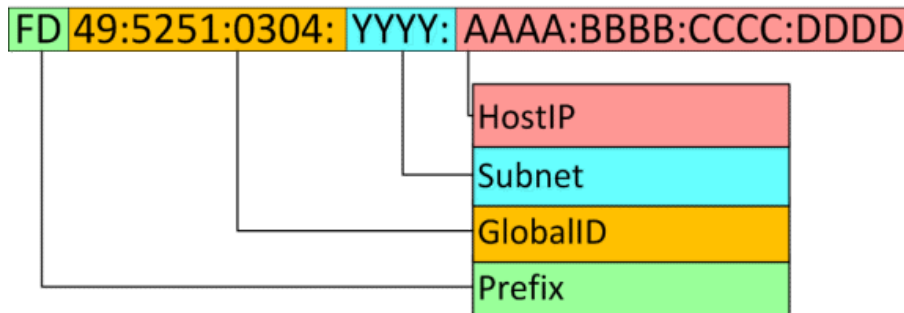 FD 49:5251:0304: YYYY: AAAA:BBBB:CCCC:DDDD
HostIP
Subnet
GlobalID
Prefix